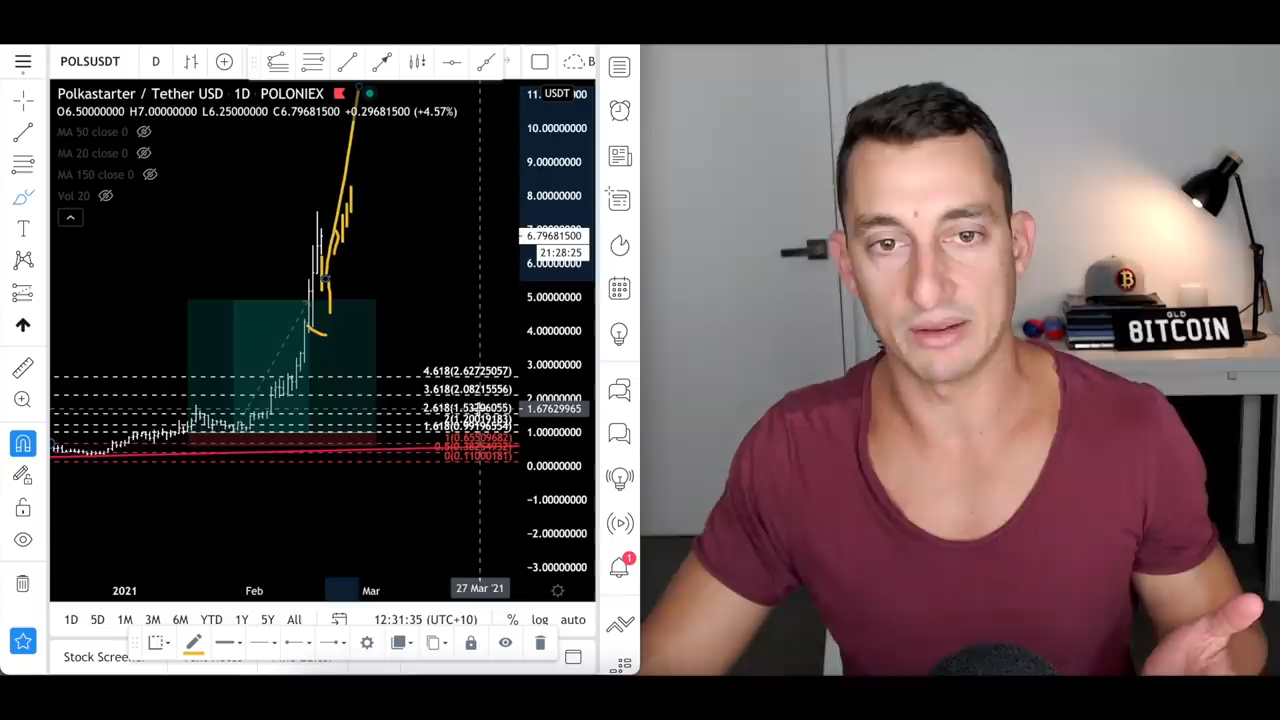 POLSUSDT D
Polkastarter / Tether USD 1D POLONIEX
O6.50000000 H7.00000000 L6.25000000 C6.79681500 +0.29681500 (+4.57%)
MA 50 close 0
MA 20 close 0
MA 150 close 0
Vol 20
USDT
10.00000000
9.00000000
8.00000000
6.79681500
21:28:25
6.00000000
5.00000000
4.00000000
3.00000000
4.618(2.62725057)
3.618(2.08215556)
2.00000000
1.67629965
1.00000000
1(0.65509682)
0(0.11000181)
0.00000000
−1.00000000
−2.00000000
−3.00000000
2021 Feb Mar 27 Mar '21
1D 5D 1M 3M 6M YTD 1Y 5Y All 12:31:35 (UTC+10) % log auto
Stock Screener
1
B
QLD
BITCOIN